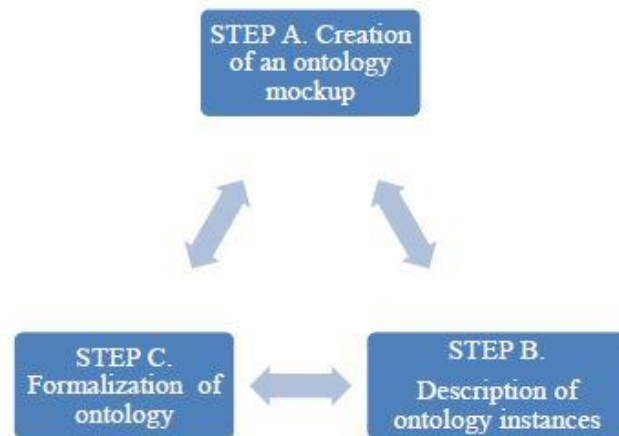 STEP A. Creation
of an ontology
mockup
STEP C.
Formalization of
ontology
STEP B.
Description of
ontology instances